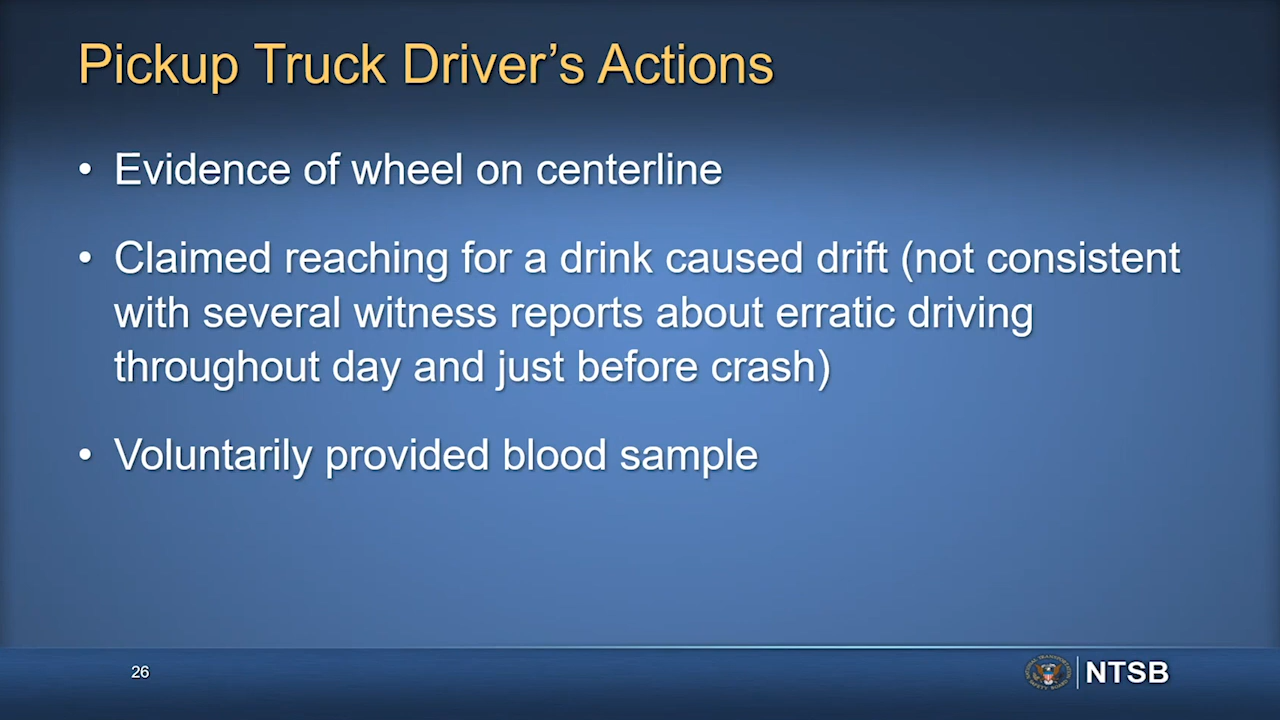 Pickup Truck Driver’s Actions
• Evidence of wheel on centerline
• Claimed reaching for a drink caused drift (not consistent
with several witness reports about erratic driving
throughout day and just before crash)
• Voluntarily provided blood sample
26
NTSB